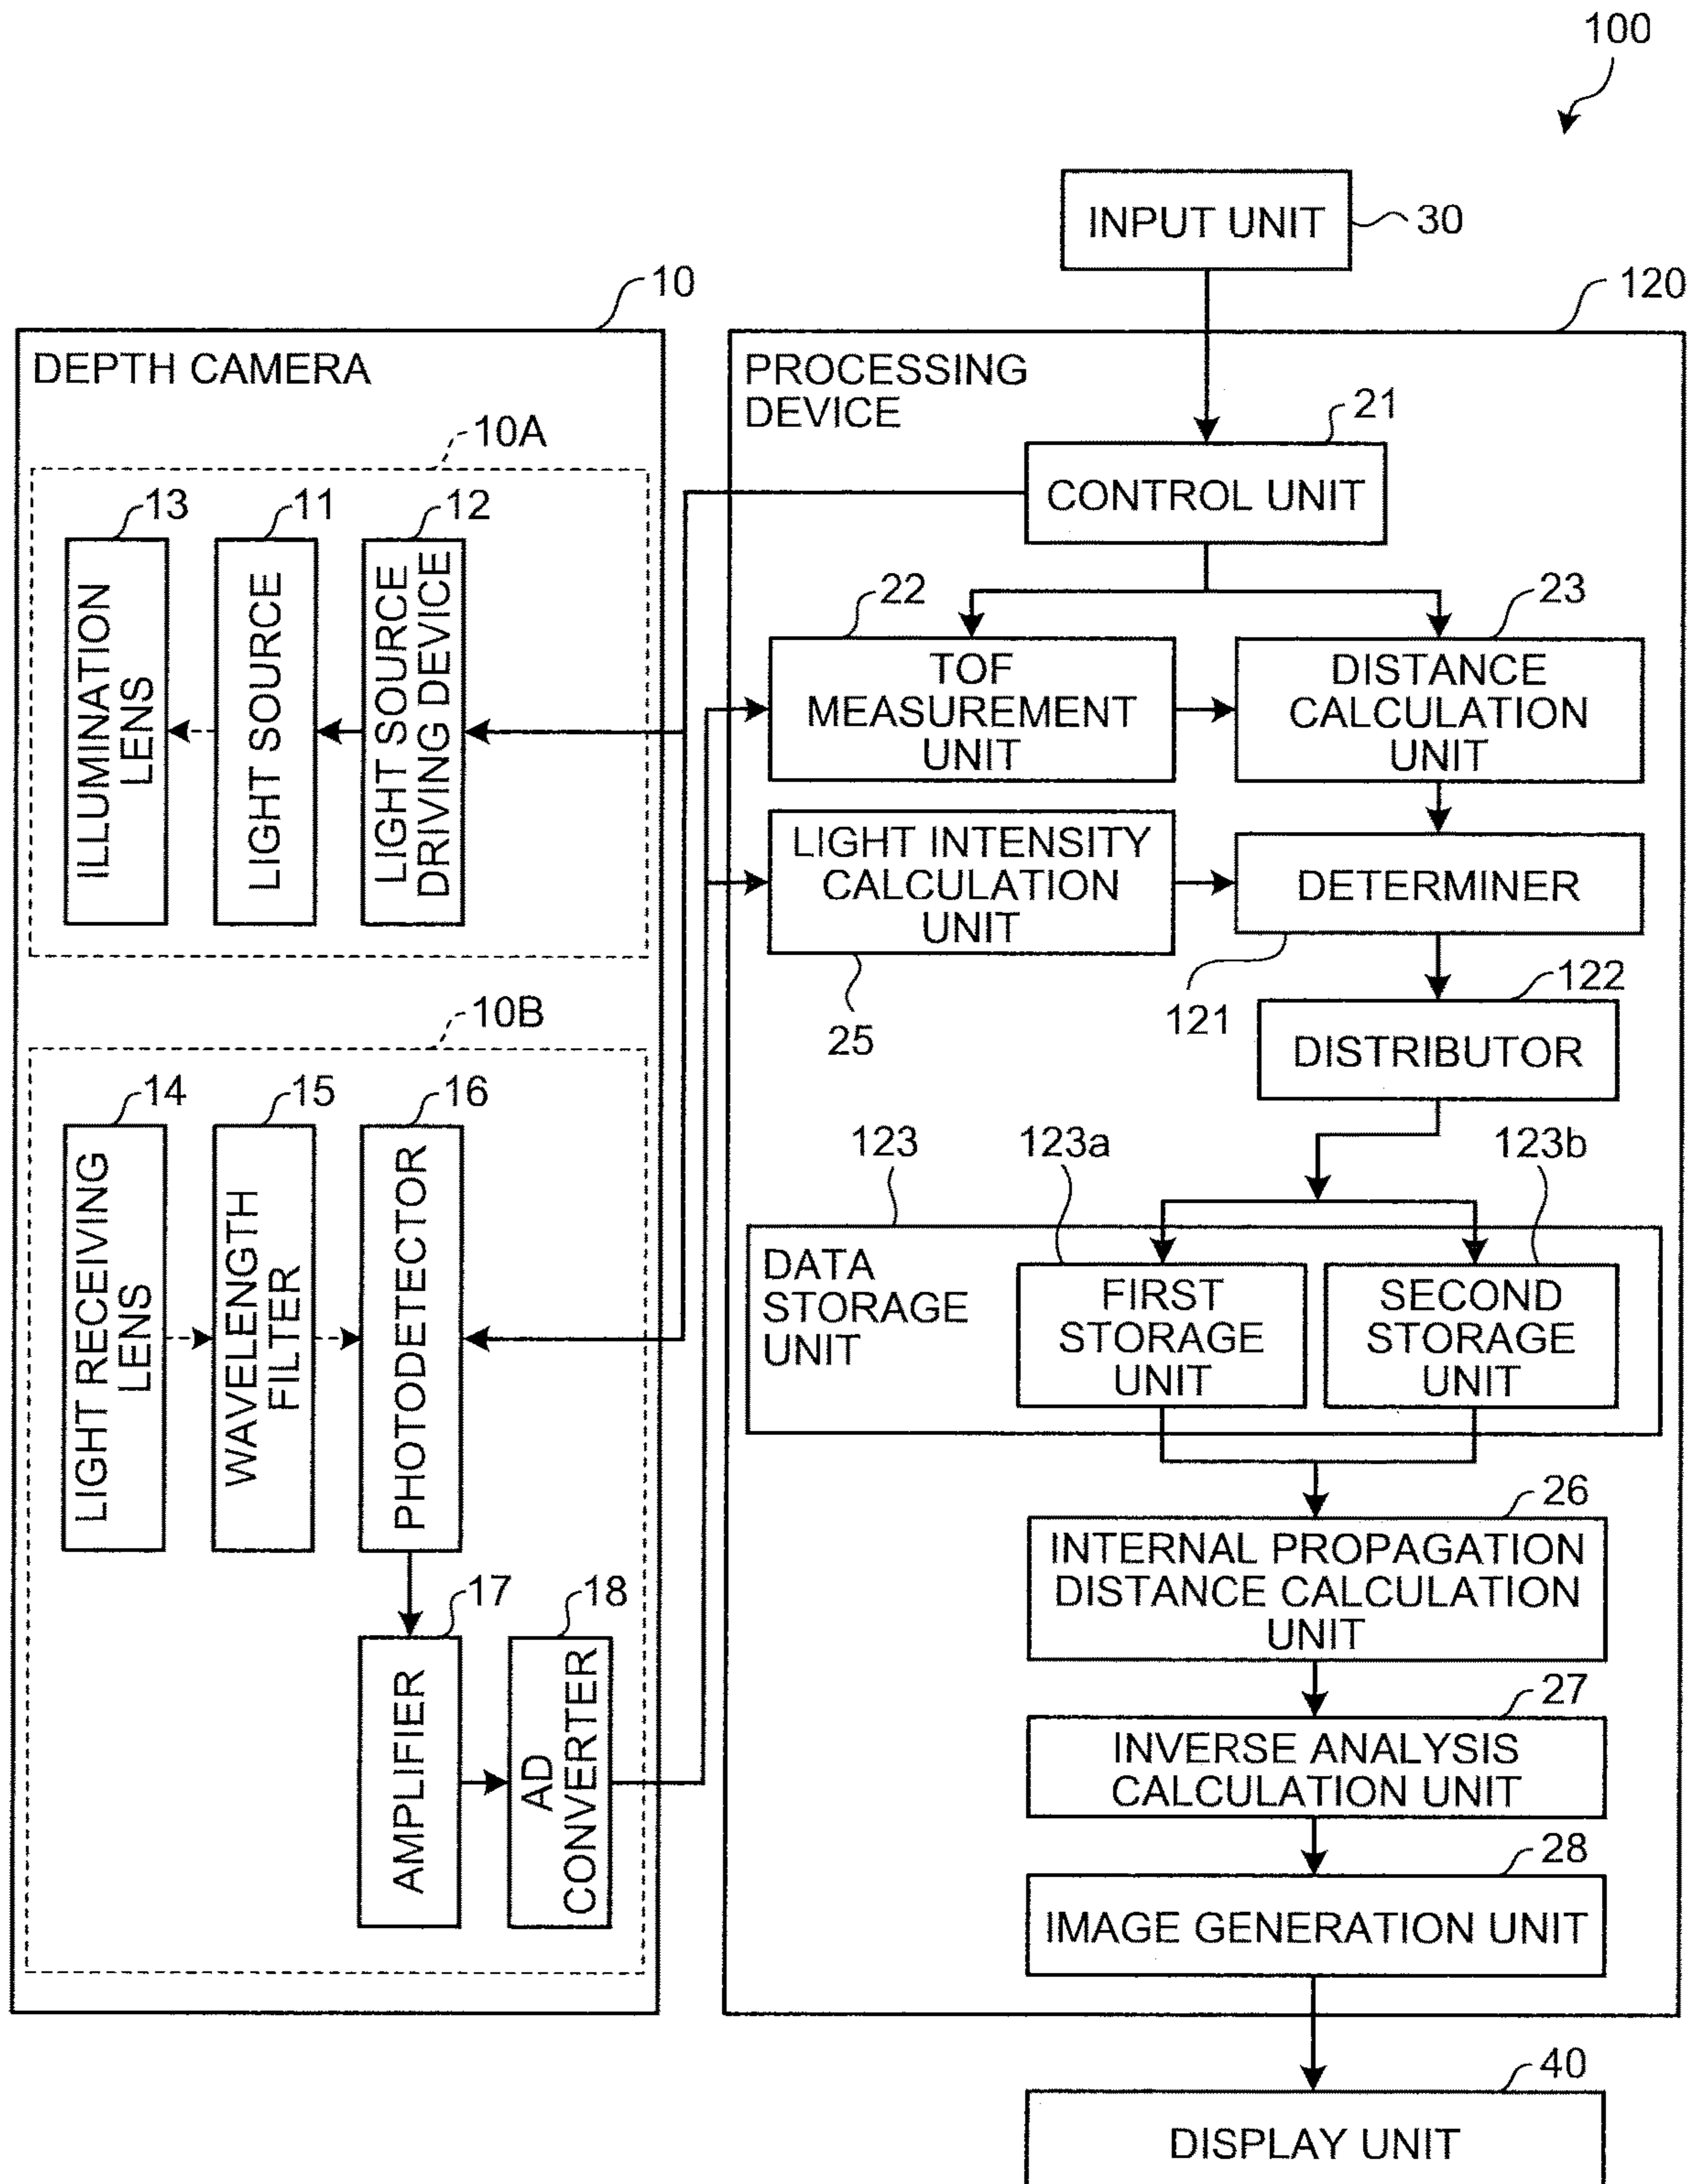 100
INPUT UNIT
30
10
120
DEPTH CAMERA
PROCESSING
DEVICE
10A
21
CONTROL UNIT
13
11
12
ILLUMINATION
LENS
LIGHT SOURCE
LIGHT SOURCE
DRIVING DEVICE
22
23
TOF
MEASUREMENT
UNIT
DISTANCE
CALCULATION
UNIT
LIGHT INTENSITY
CALCULATION
UNIT
DETERMINER
25
121
122
DISTRIBUTOR
10B
14
15
16
LIGHT RECEIVING
LENS
WAVELENGTH
FILTER
PHOTODETECTOR
17
18
AMPLIFIER
AD
CONVERTER
123
123a
123b
DATA
STORAGE
UNIT
FIRST
STORAGE
UNIT
SECOND
STORAGE
UNIT
26
INTERNAL PROPAGATION
DISTANCE CALCULATION
UNIT
27
INVERSE ANALYSIS
CALCULATION UNIT
28
IMAGE GENERATION UNIT
40
DISPLAY UNIT